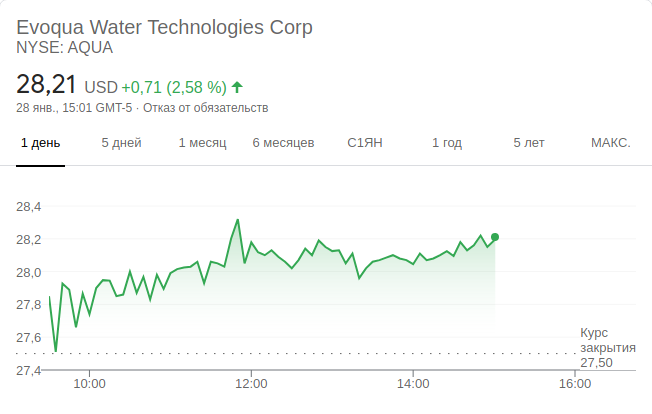 Evoqua Water Technologies Corp
NYSE: AQUA
28,21 USD +0,71 (2,58 %)
28 янв., 15:01 GMT-5 · Отказ от обязательств
1 день 5 дней 1 месяц 6 месяцев С1ЯН 1 год 5 лет МАКС.
28,4
28,2
28,0
27,8
27,6
27,4
Курс
закрытия
27,50
10:00 12:00 14:00 16:00